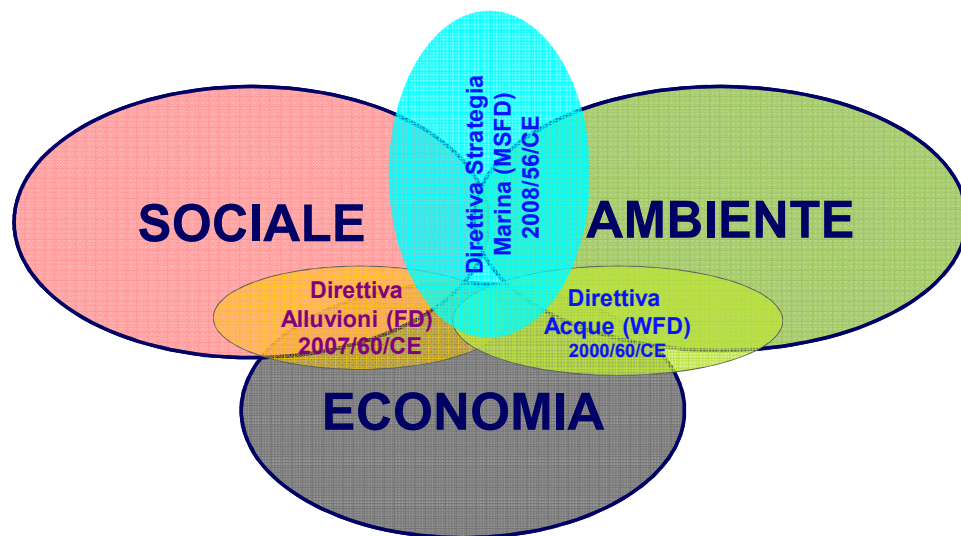 Direttiva Strategia
Marina (MSFD)
2008/56/CE
SOCIALE
AMBIENTE
Direttiva
Alluvioni (FD)
2007/60/CE
Direttiva
Acque (WFD)
2000/60/CE
ECONOMIA